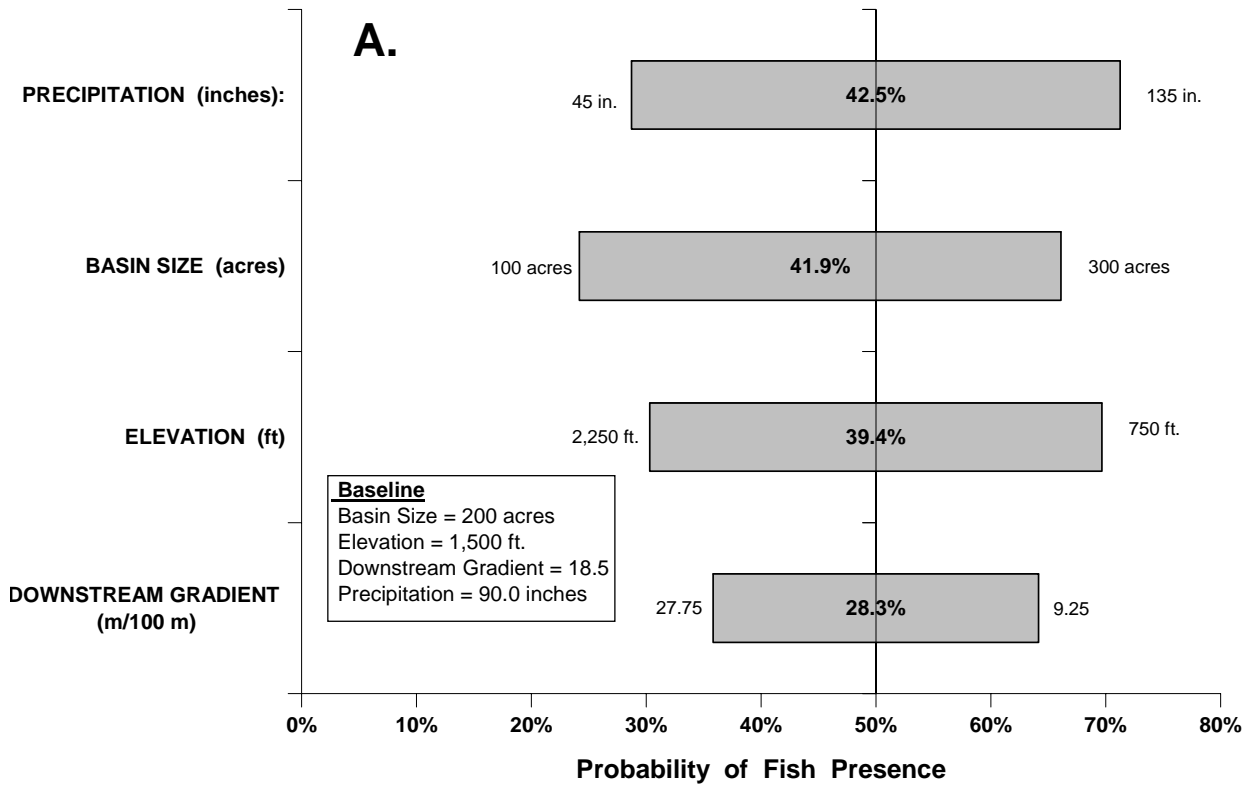 A.
PRECIPITATION (inches):
45 in.
42.5%
135 in.
BASIN SIZE (acres)
100 acres
41.9%
300 acres
ELEVATION (ft)
2,250 ft.
39.4%
750 ft.
Baseline
Basin Size = 200 acres
Elevation = 1,500 ft.
Downstream Gradient = 18.5
Precipitation = 90.0 inches
DOWNSTREAM GRADIENT
(m/100 m)
27.75
28.3%
9.25
0% 10% 20% 30% 40% 50% 60% 70% 80%
Probability of Fish Presence